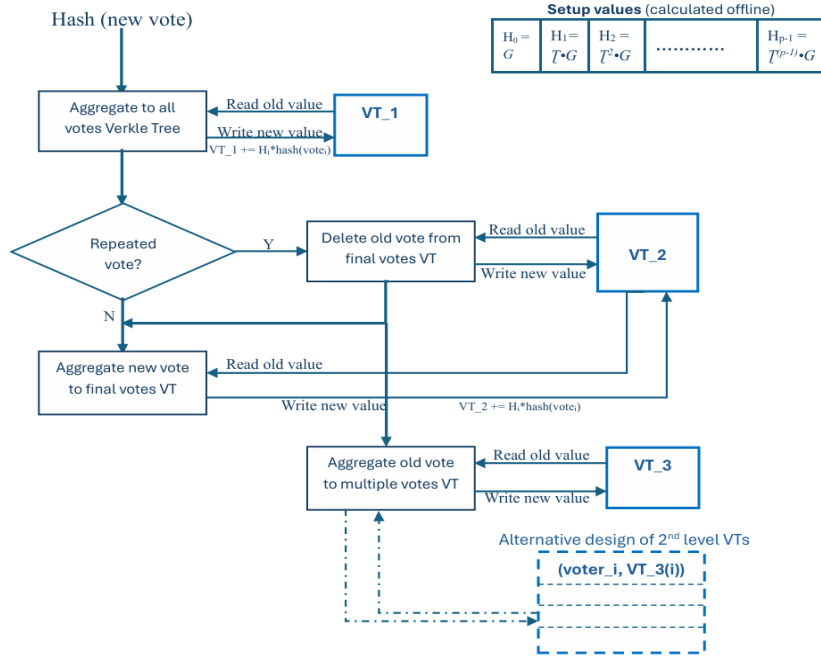 Setup values (calculated offline)
Hash (new vote)
H₀ =
G
H₁=
Ʈ•G
H₂ =
Ʈ²•G
............
Hₚ₋₁ =
Ʈ⁽ᵖ⁻¹⁾•G
Aggregate to all
votes Verkle Tree
Read old value
Write new value
VT_1 += Hᵢ*hash(voteᵢ)
VT_1
Repeated
vote?
Y
N
Delete old vote from
final votes VT
Read old value
Write new value
VT_2
Aggregate new vote
to final votes VT
Read old value
Write new value
VT_2 += Hᵢ*hash(voteᵢ)
Aggregate old vote
to multiple votes VT
Read old value
Write new value
VT_3
Alternative design of 2ⁿᵈ level VTs
(voter_i, VT_3(i))